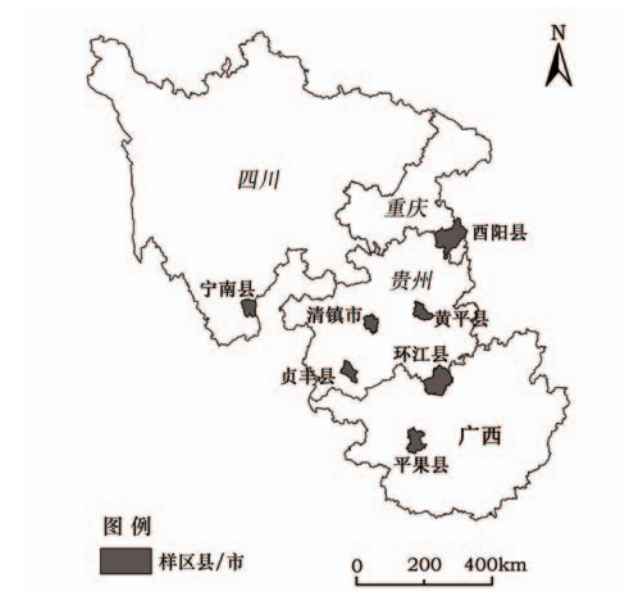 N
四川
重庆
酉阳县
宁南县
贵州
清镇市
黄平县
环江县
贞丰县
广西
平果县
图 例
样区县/市
0 200 400km